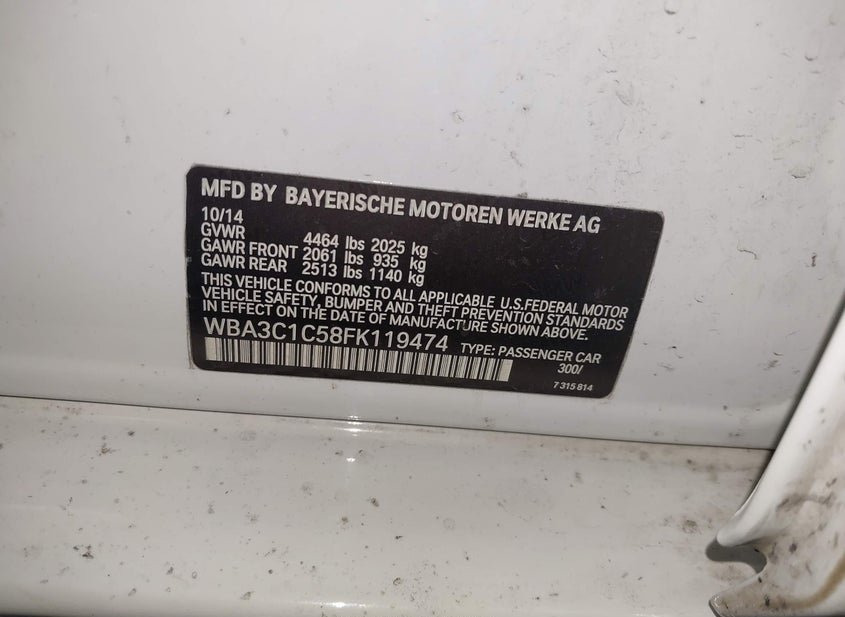 MFD BY BAYERISCHE MOTOREN WERKE AG
10/14
GVWR 4464 lbs 2025 kg
GAWR FRONT 2061 lbs 935 kg
GAWR REAR 2513 lbs 1140 kg
THIS VEHICLE CONFORMS TO ALL APPLICABLE U.S.FEDERAL MOTOR
VEHICLE SAFETY, BUMPER AND THEFT PREVENTION STANDARDS
IN EFFECT ON THE DATE OF MANUFACTURE SHOWN ABOVE.
WBA3C1C58FK119474 TYPE: PASSENGER CAR
300/
7 315 814